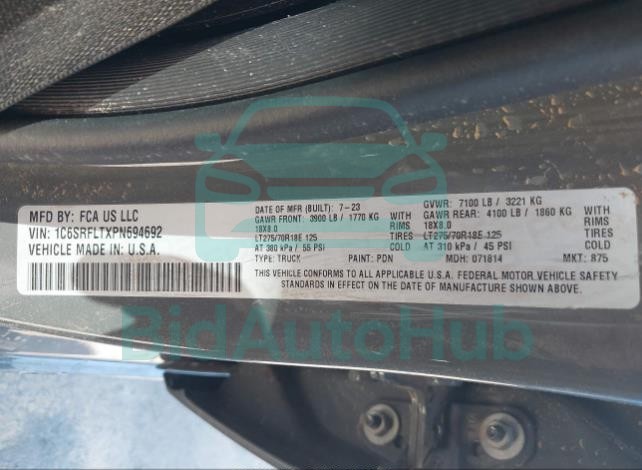 MFD BY: FCA US LLC
VIN: 1C6SRFLTXPN694692
VEHICLE MADE IN: U.S.A.
DATE OF MFR (BUILT): 7-23 GVWR: 7100 LB / 3221 KG
GAWR FRONT: 3900 LB / 1770 KG WITH GAWR REAR: 4100 LB / 1860 KG WITH
18X8.0 RIMS 18X8.0 RIMS
LT275/70R18E 125 TIRES LT275/70R18E 125 TIRES
AT 380 kPa / 55 PSI COLD AT 310 kPa / 45 PSI COLD
TYPE: TRUCK PAINT: PDN MDH: 071814 MKT: 875
THIS VEHICLE CONFORMS TO ALL APPLICABLE U.S.A. FEDERAL MOTOR VEHICLE SAFETY
STANDARDS IN EFFECT ON THE DATE OF MANUFACTURE SHOWN ABOVE.
BidAutoHub